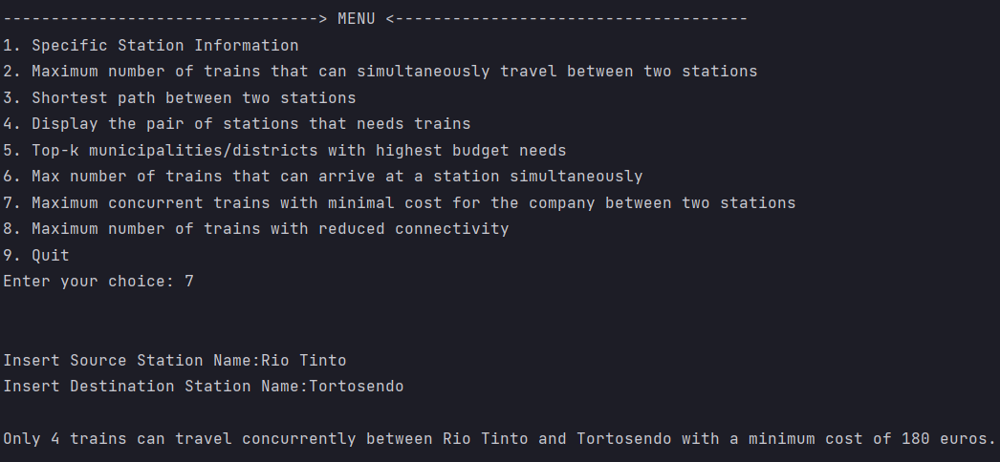 ---------------------------------> MENU <-------------------------------------
1. Specific Station Information
2. Maximum number of trains that can simultaneously travel between two stations
3. Shortest path between two stations
4. Display the pair of stations that needs trains
5. Top-k municipalities/districts with highest budget needs
6. Max number of trains that can arrive at a station simultaneously
7. Maximum concurrent trains with minimal cost for the company between two stations
8. Maximum number of trains with reduced connectivity
9. Quit
Enter your choice: 7
Insert Source Station Name:Rio Tinto
Insert Destination Station Name:Tortosendo
Only 4 trains can travel concurrently between Rio Tinto and Tortosendo with a minimum cost of 180 euros.